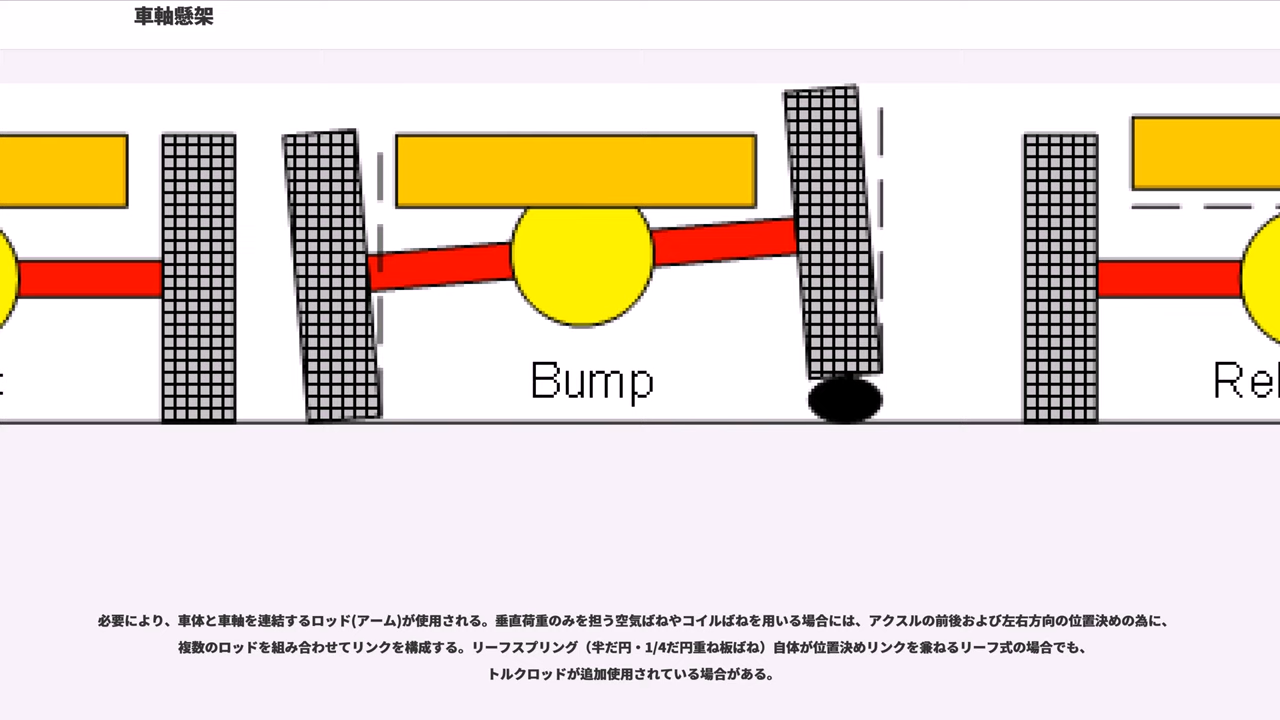 車軸懸架
Bump
必要により、車体と車軸を連結するロッド(アーム)が使用される。垂直荷重のみを担う空気ばねやコイルばねを用いる場合には、アクスルの前後および左右方向の位置決めの為に、
複数のロッドを組み合わせてリンクを構成する。リーフスプリング（半だ円・1/4だ円重ね板ばね）自体が位置決めリンクを兼ねるリーフ式の場合でも、
トルクロッドが追加使用されている場合がある。